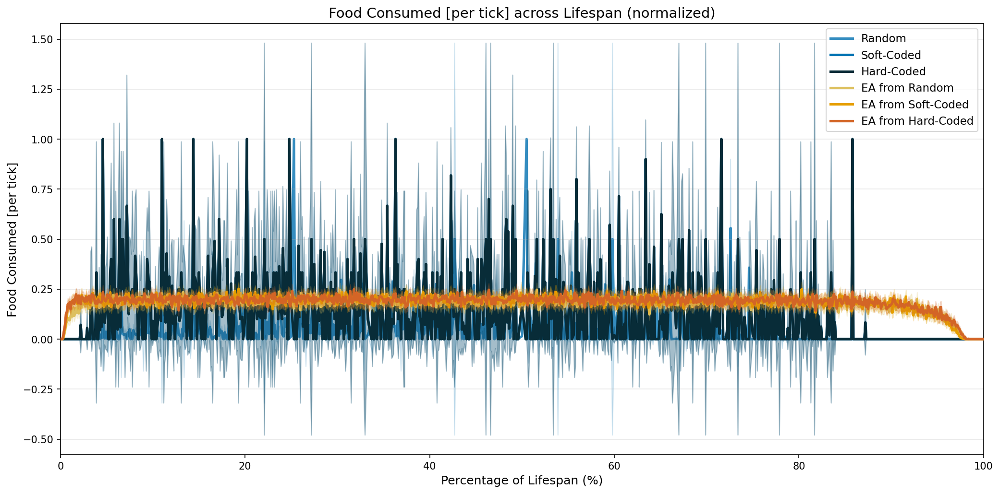 Food Consumed [per tick] across Lifespan (normalized)
Food Consumed [per tick]
1.50
1.25
1.00
0.75
0.50
0.25
0.00
−0.25
−0.50
Random
Soft-Coded
Hard-Coded
EA from Random
EA from Soft-Coded
EA from Hard-Coded
0
20
40
60
80
100
Percentage of Lifespan (%)